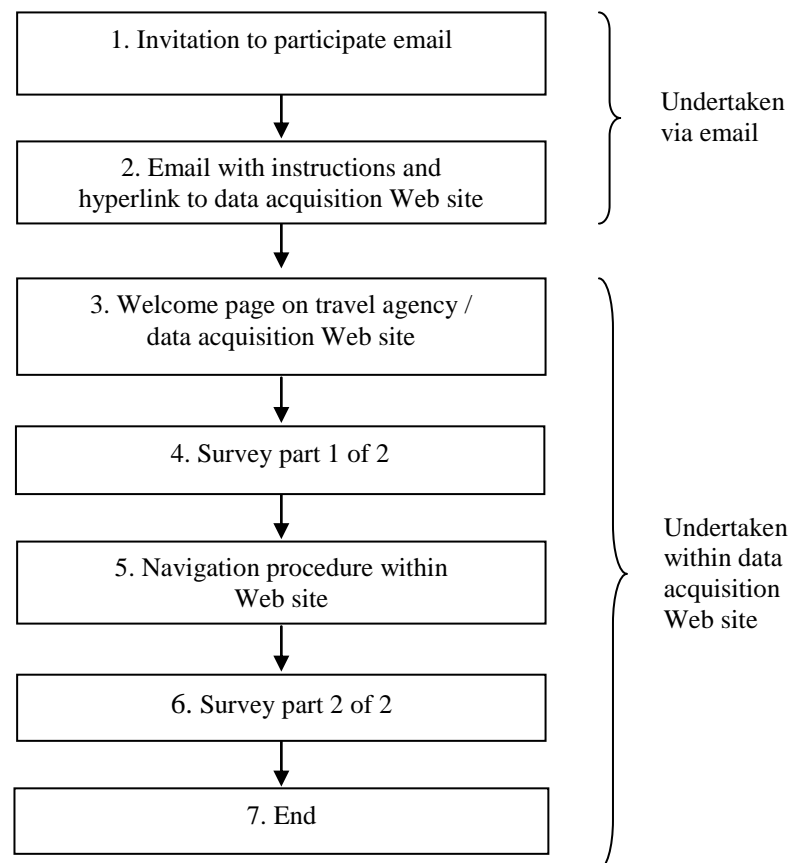 1. Invitation to participate email
Undertaken
via email
2. Email with instructions and
hyperlink to data acquisition Web site
3. Welcome page on travel agency /
data acquisition Web site
4. Survey part 1 of 2
5. Navigation procedure within
Web site
Undertaken
within data
acquisition
Web site
6. Survey part 2 of 2
7. End